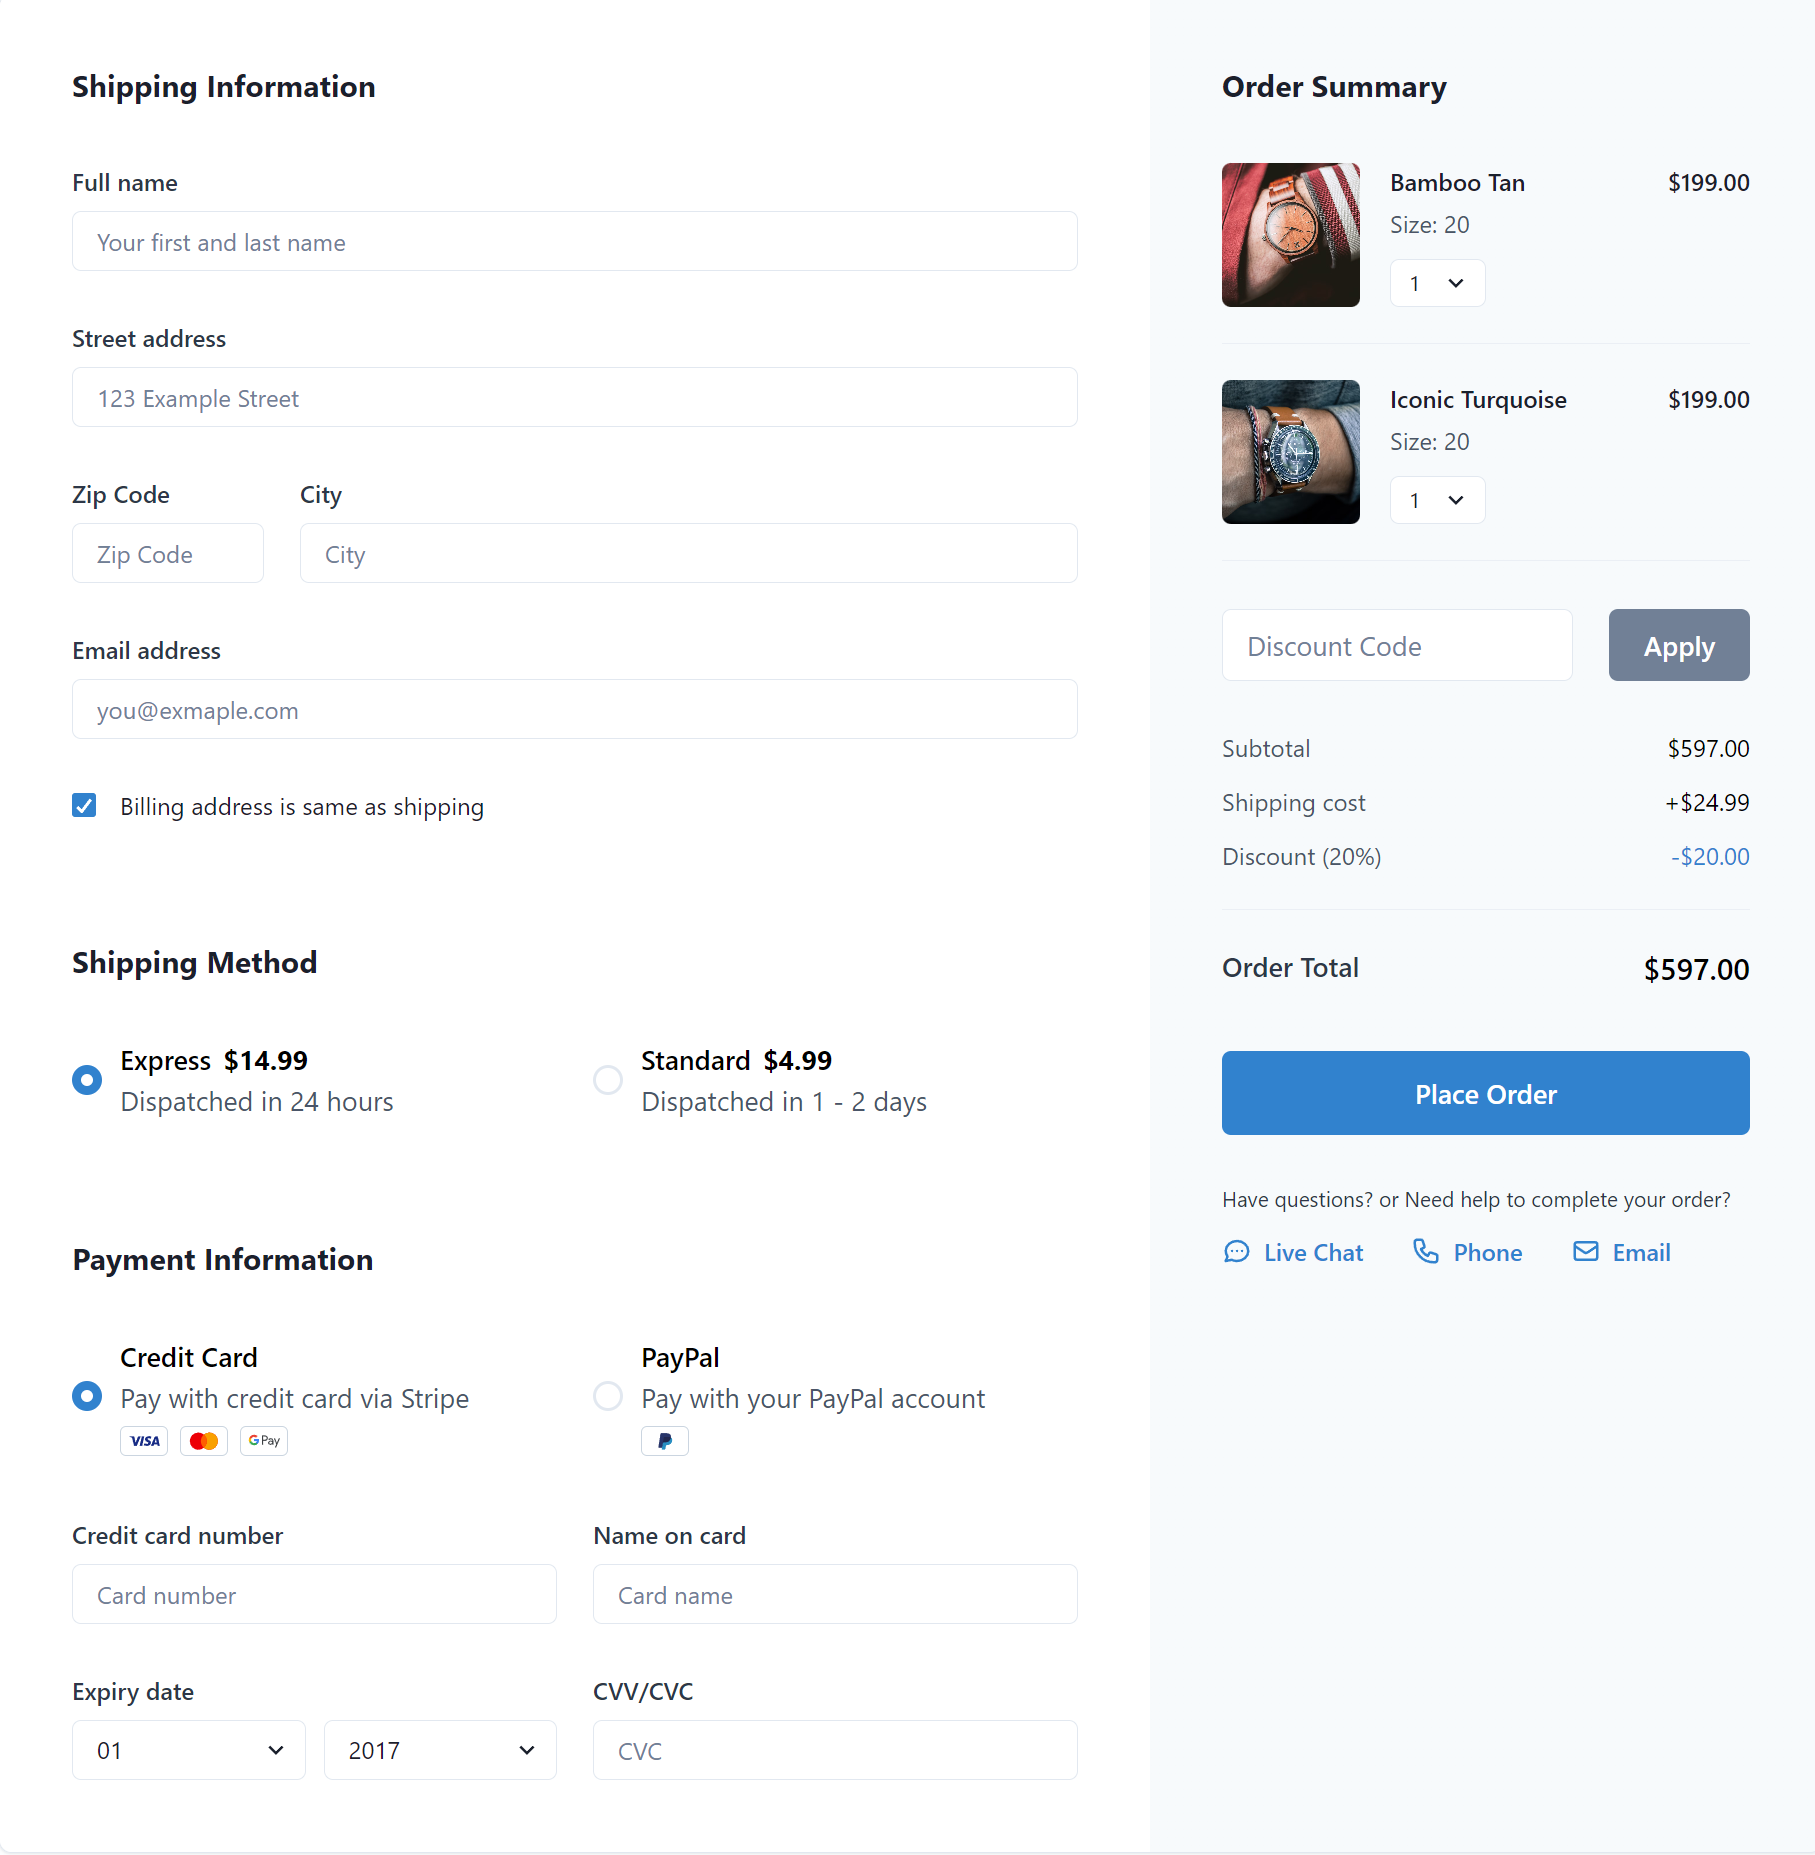 Shipping Information
Full name
Your first and last name
Street address
123 Example Street
Zip Code
City
Zip Code
City
Email address
you@exmaple.com
Billing address is same as shipping
Shipping Method
Express $14.99
Dispatched in 24 hours
Standard $4.99
Dispatched in 1 - 2 days
Payment Information
Credit Card
Pay with credit card via Stripe
VISA
G Pay
PayPal
Pay with your PayPal account
Credit card number
Card number
Name on card
Card name
Expiry date
01
2017
CVV/CVC
CVC
Order Summary
Bamboo Tan $199.00
Size: 20
1
Iconic Turquoise $199.00
Size: 20
1
Discount Code
Apply
Subtotal $597.00
Shipping cost +$24.99
Discount (20%) -$20.00
Order Total $597.00
Place Order
Have questions? or Need help to complete your order?
Live Chat
Phone
Email